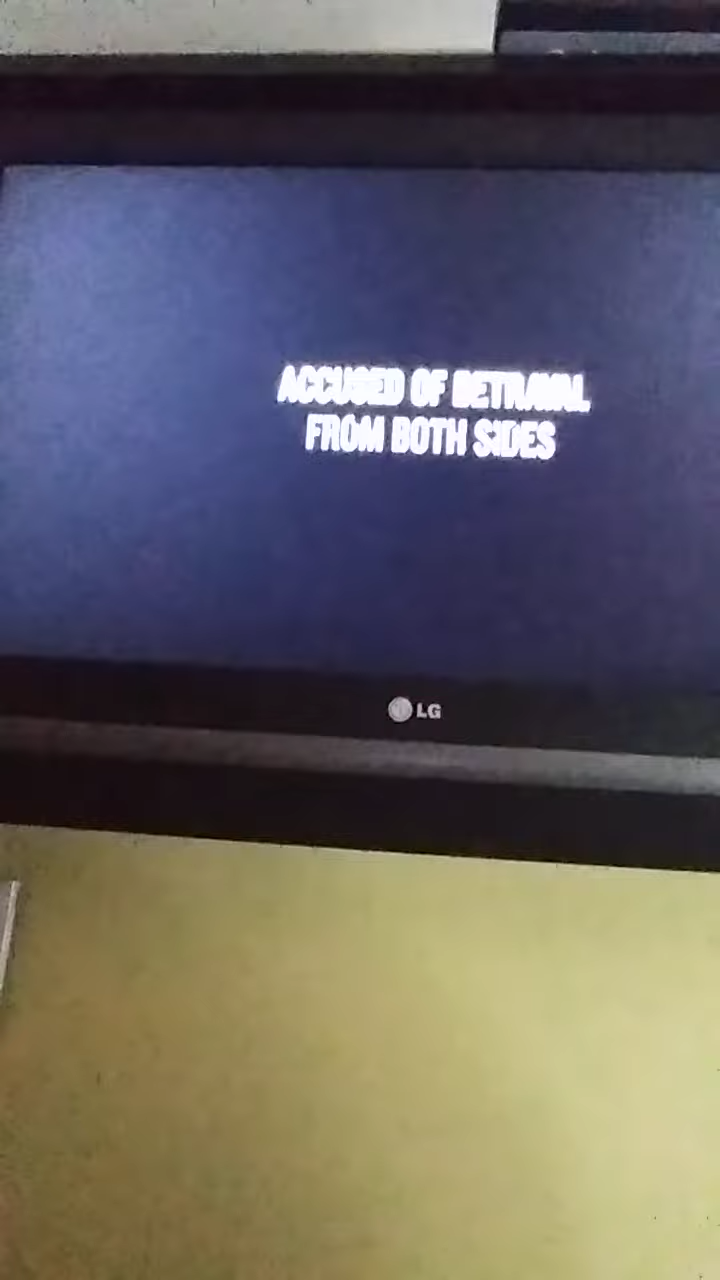 ACCUSED OF BETRAYAL
FROM BOTH SIDES
LG